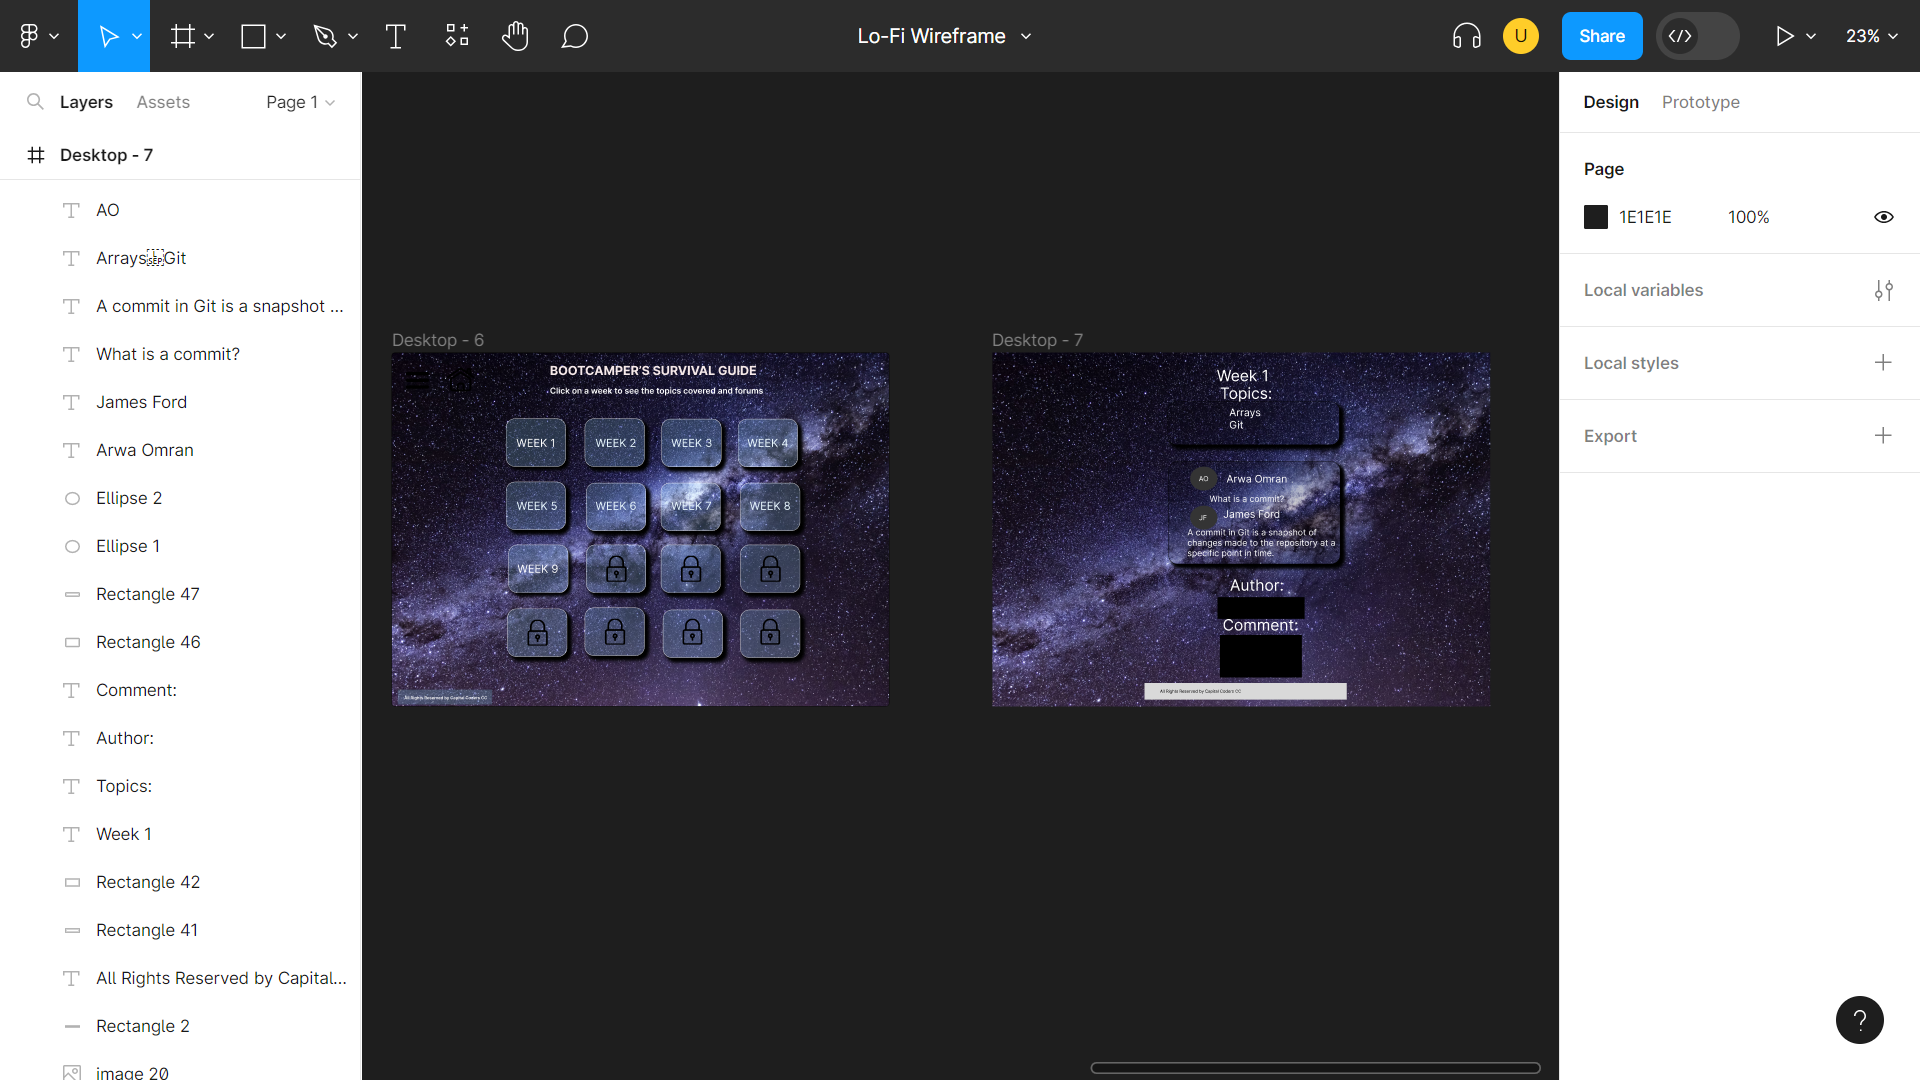 Lo-Fi Wireframe
U
Share
23%
Layers
Assets
Page 1
Desktop - 7
AO
Arrays Git
A commit in Git is a snapshot ...
What is a commit?
James Ford
Arwa Omran
Ellipse 2
Ellipse 1
Rectangle 47
Rectangle 46
Comment:
Author:
Topics:
Week 1
Rectangle 42
Rectangle 41
All Rights Reserved by Capital...
Rectangle 2
image 20
Desktop - 6
BOOTCAMPER'S SURVIVAL GUIDE
Click on a week to see the topics covered and forums
WEEK 1
WEEK 2
WEEK 3
WEEK 4
WEEK 5
WEEK 6
WEEK 7
WEEK 8
WEEK 9
All Rights Reserved by Capital Coders CC
Desktop - 7
Week 1
Topics:
Arrays
Git
AO
Arwa Omran
What is a commit?
JF
James Ford
A commit in Git is a snapshot of
changes made to the repository at a
specific point in time.
Author:
Comment:
All Rights Reserved by Capital Coders CC
Design
Prototype
Page
1E1E1E
100%
Local variables
Local styles
Export
?